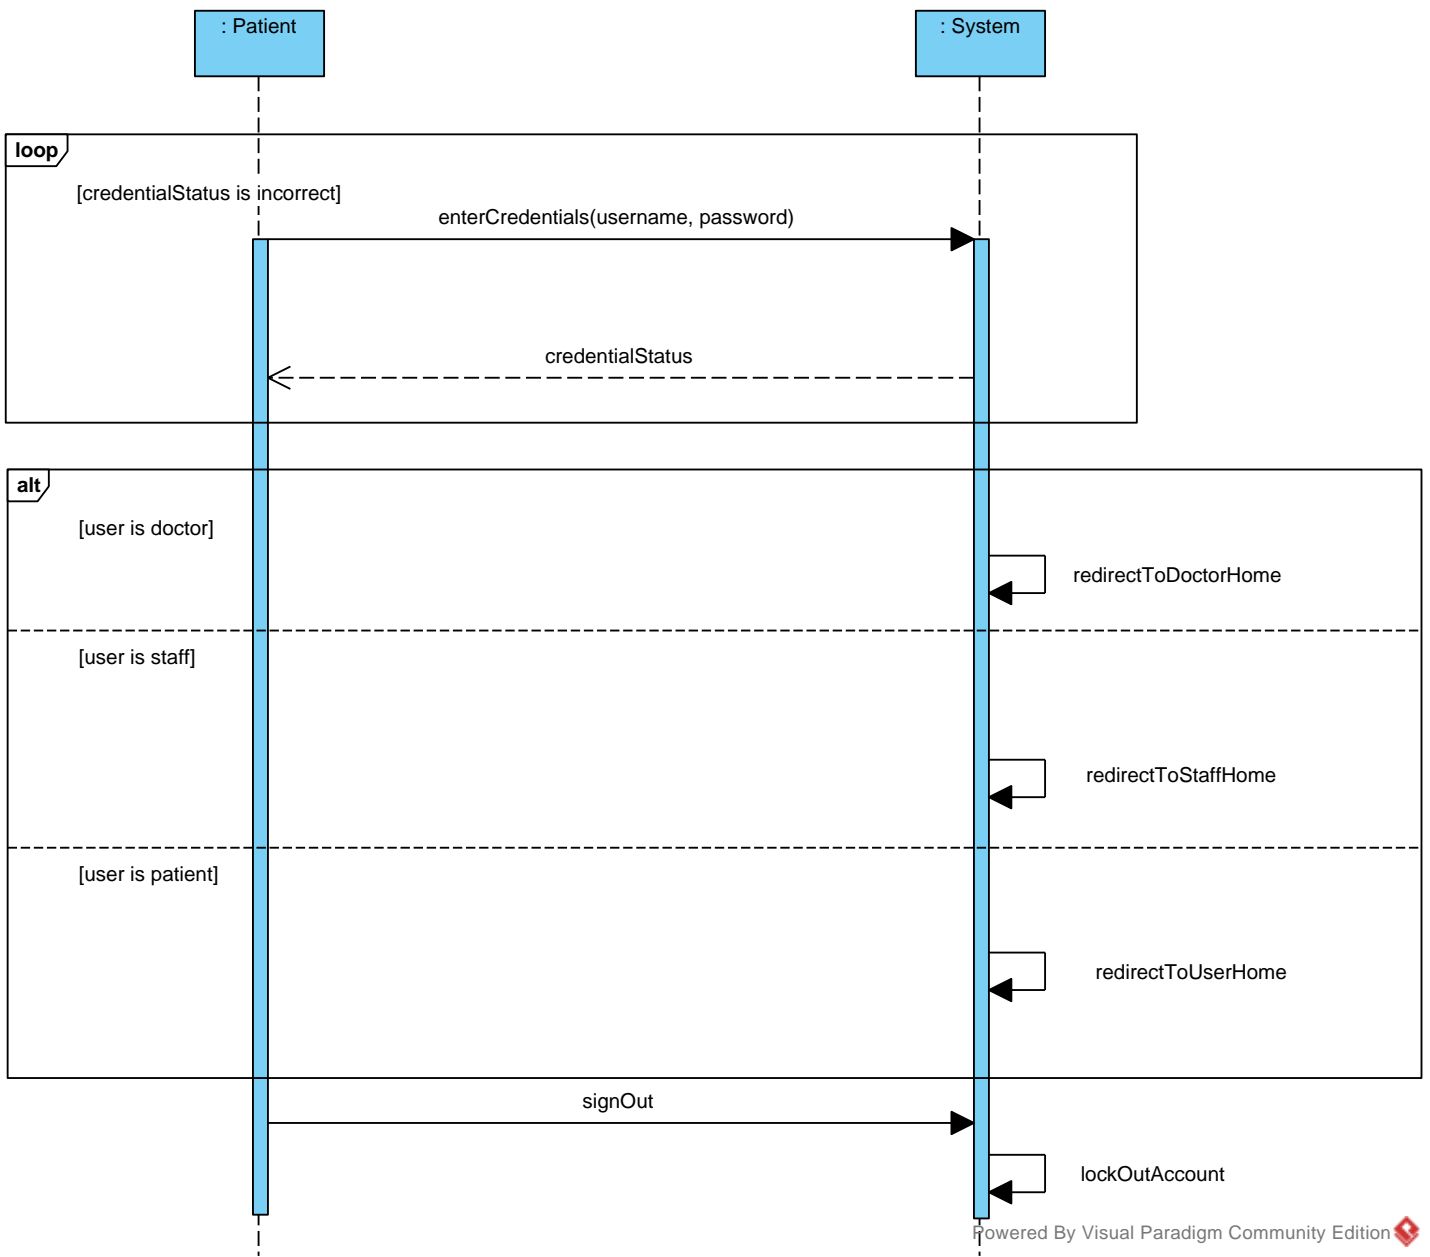 : Patient
: System
loop
[credentialStatus is incorrect]
enterCredentials(username, password)
credentialStatus
alt
[user is doctor]
redirectToDoctorHome
[user is staff]
redirectToStaffHome
[user is patient]
redirectToUserHome
signOut
lockOutAccount
Powered By Visual Paradigm Community Edition